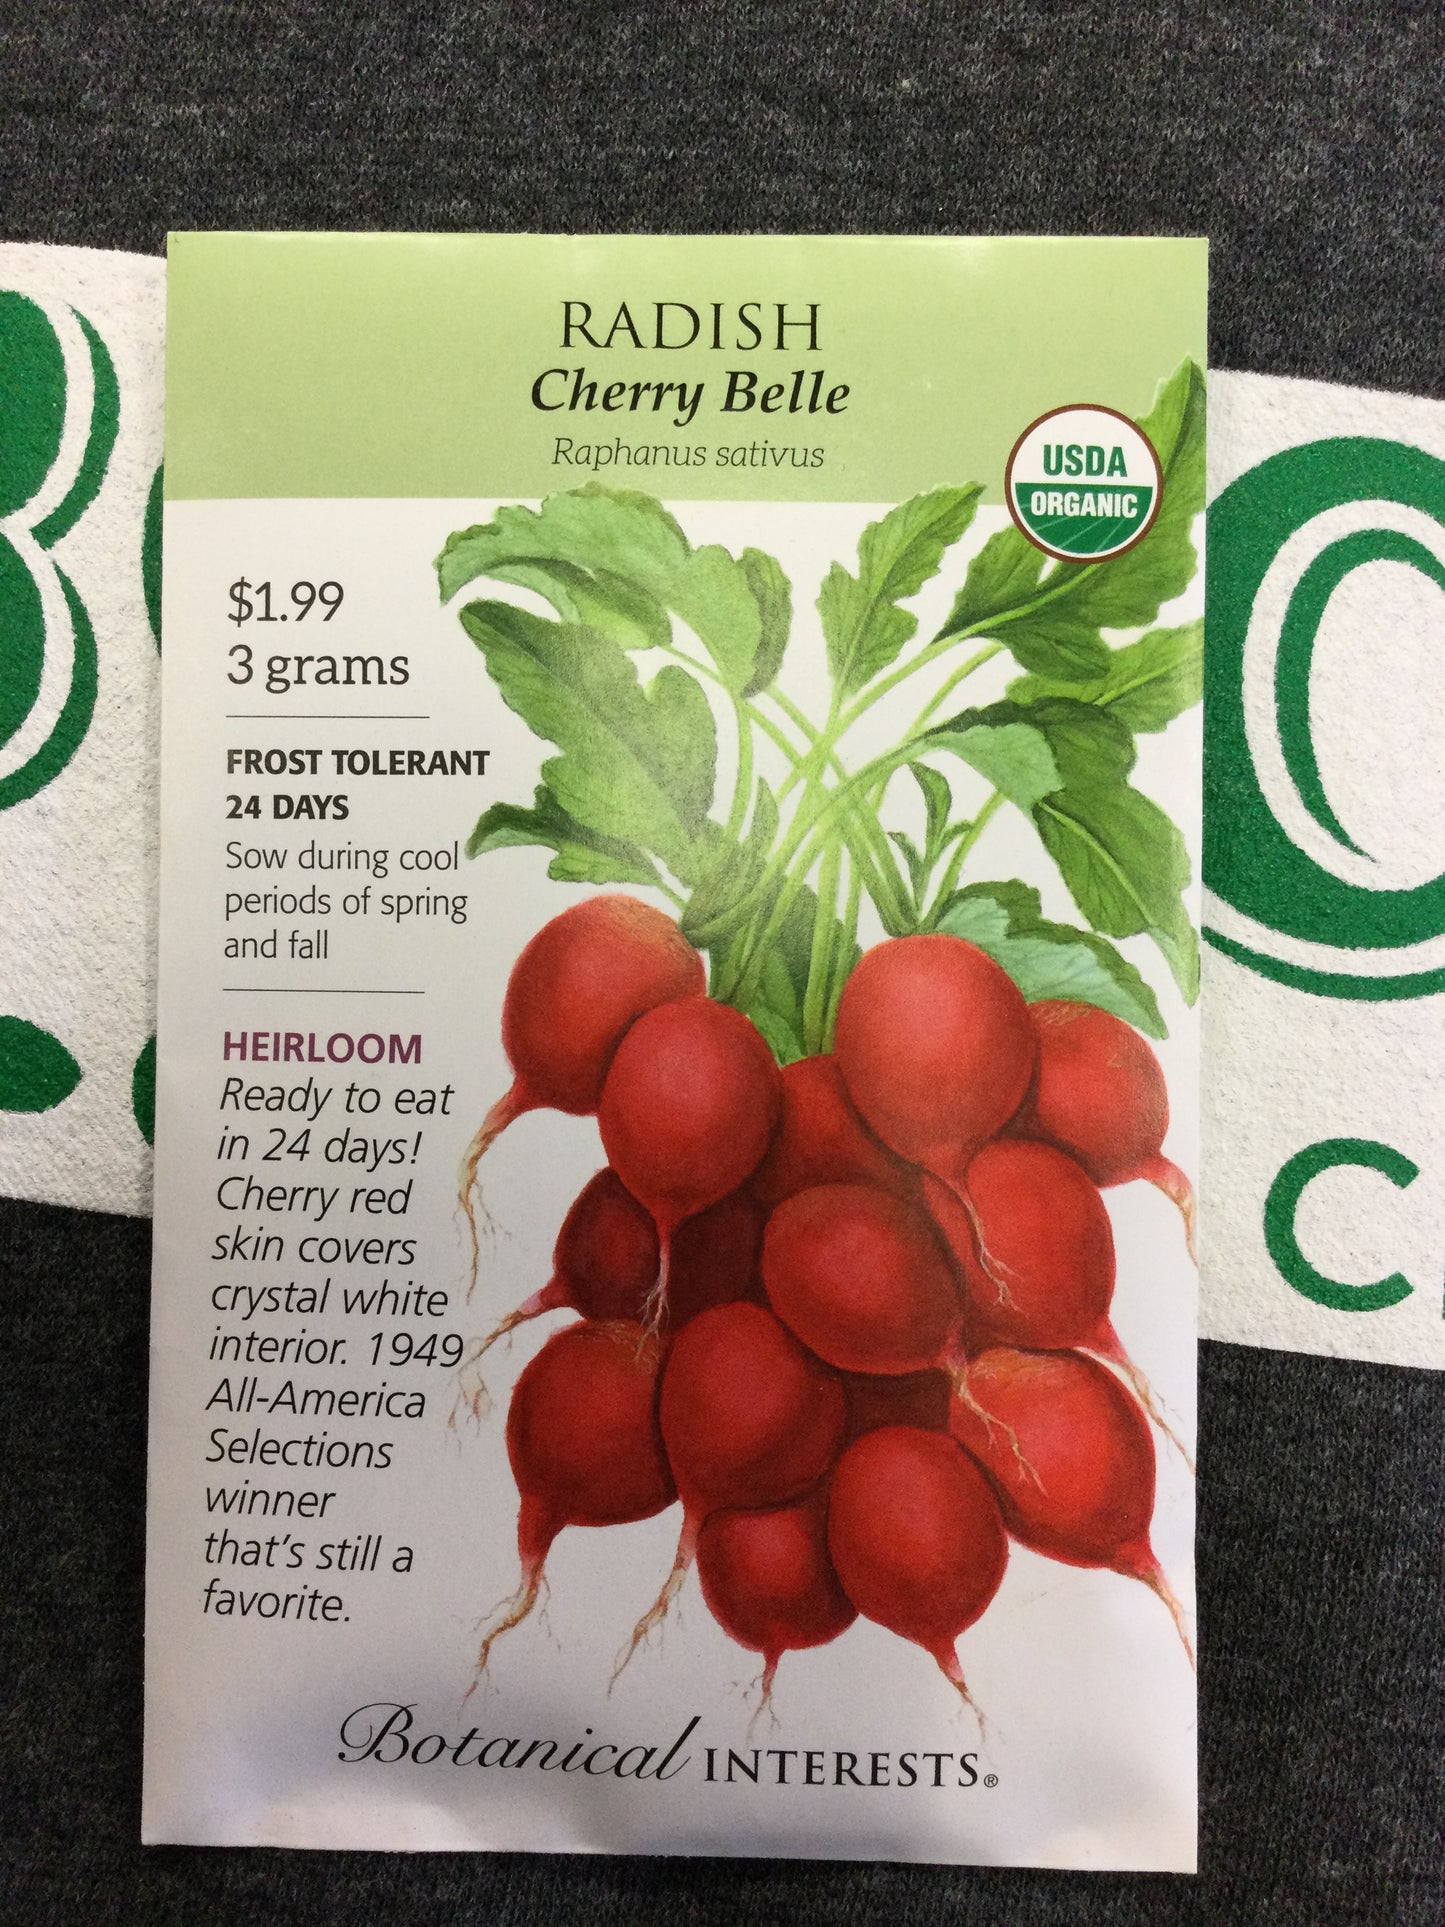 RADISH
Cherry Belle
Raphanus sativus
USDA
ORGANIC
$1.99
3 grams
FROST TOLERANT
24 DAYS
Sow during cool
periods of spring
and fall
HEIRLOOM
Ready to eat
in 24 days!
Cherry red
skin covers
crystal white
interior. 1949
All-America
Selections
winner
that's still a
favorite.
Botanical INTERESTS®